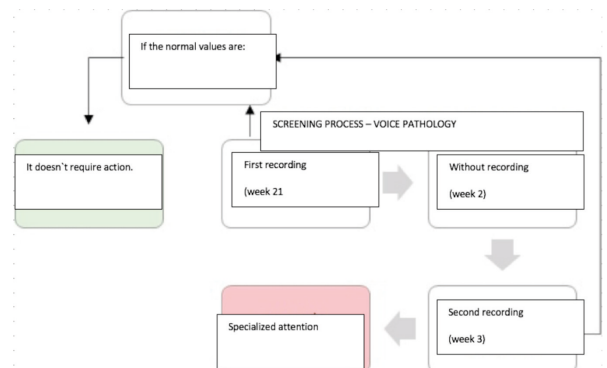 If the normal values are:
SCREENING PROCESS – VOICE PATHOLOGY
It doesn`t require action.
First recording
(week 21
Without recording
(week 2)
Second recording
(week 3)
Specialized attention